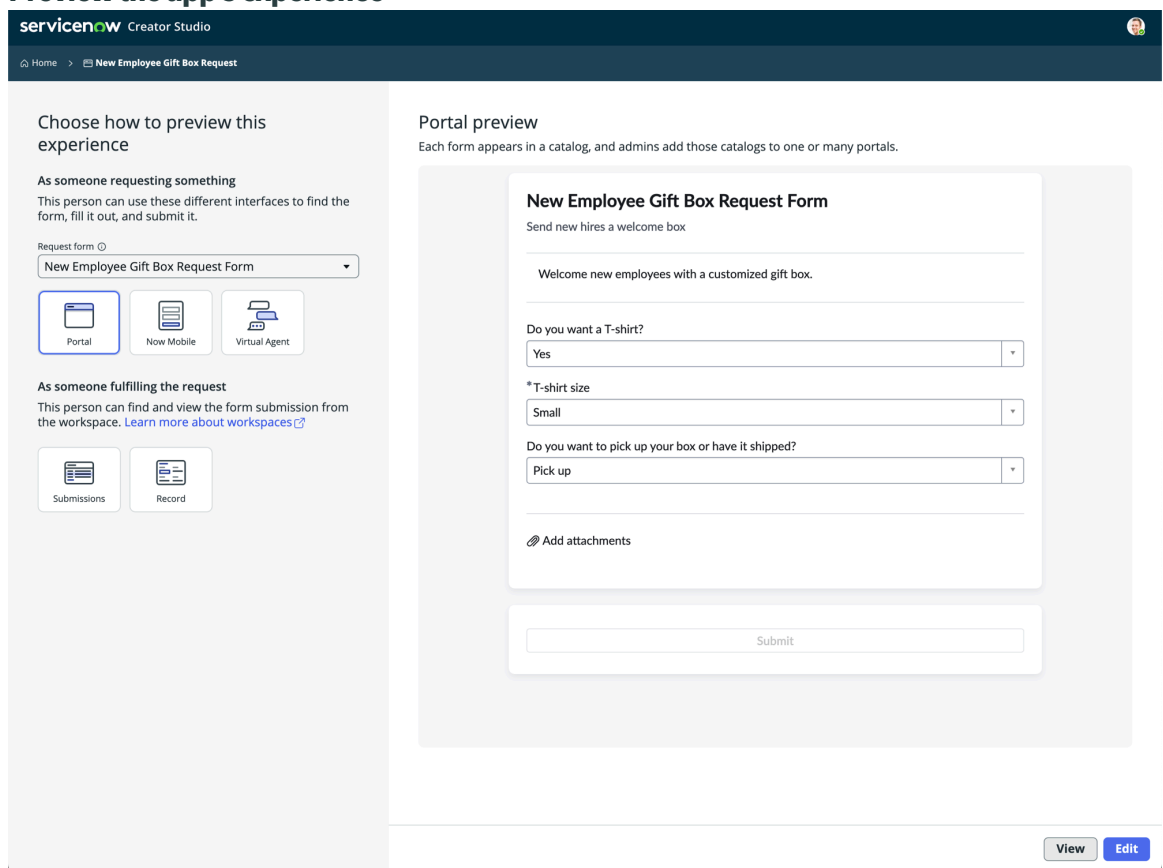 Preview the app's experience
servicenow Creator Studio
Home > New Employee Gift Box Request
Choose how to preview this
experience
As someone requesting something
This person can use these different interfaces to find the
form, fill it out, and submit it.
Request form
New Employee Gift Box Request Form
Portal
Now Mobile
Virtual Agent
As someone fulfilling the request
This person can find and view the form submission from
the workspace. Learn more about workspaces
Submissions
Record
Portal preview
Each form appears in a catalog, and admins add those catalogs to one or many portals.
New Employee Gift Box Request Form
Send new hires a welcome box
Welcome new employees with a customized gift box.
Do you want a T-shirt?
Yes
*T-shirt size
Small
Do you want to pick up your box or have it shipped?
Pick up
Add attachments
Submit
View
Edit